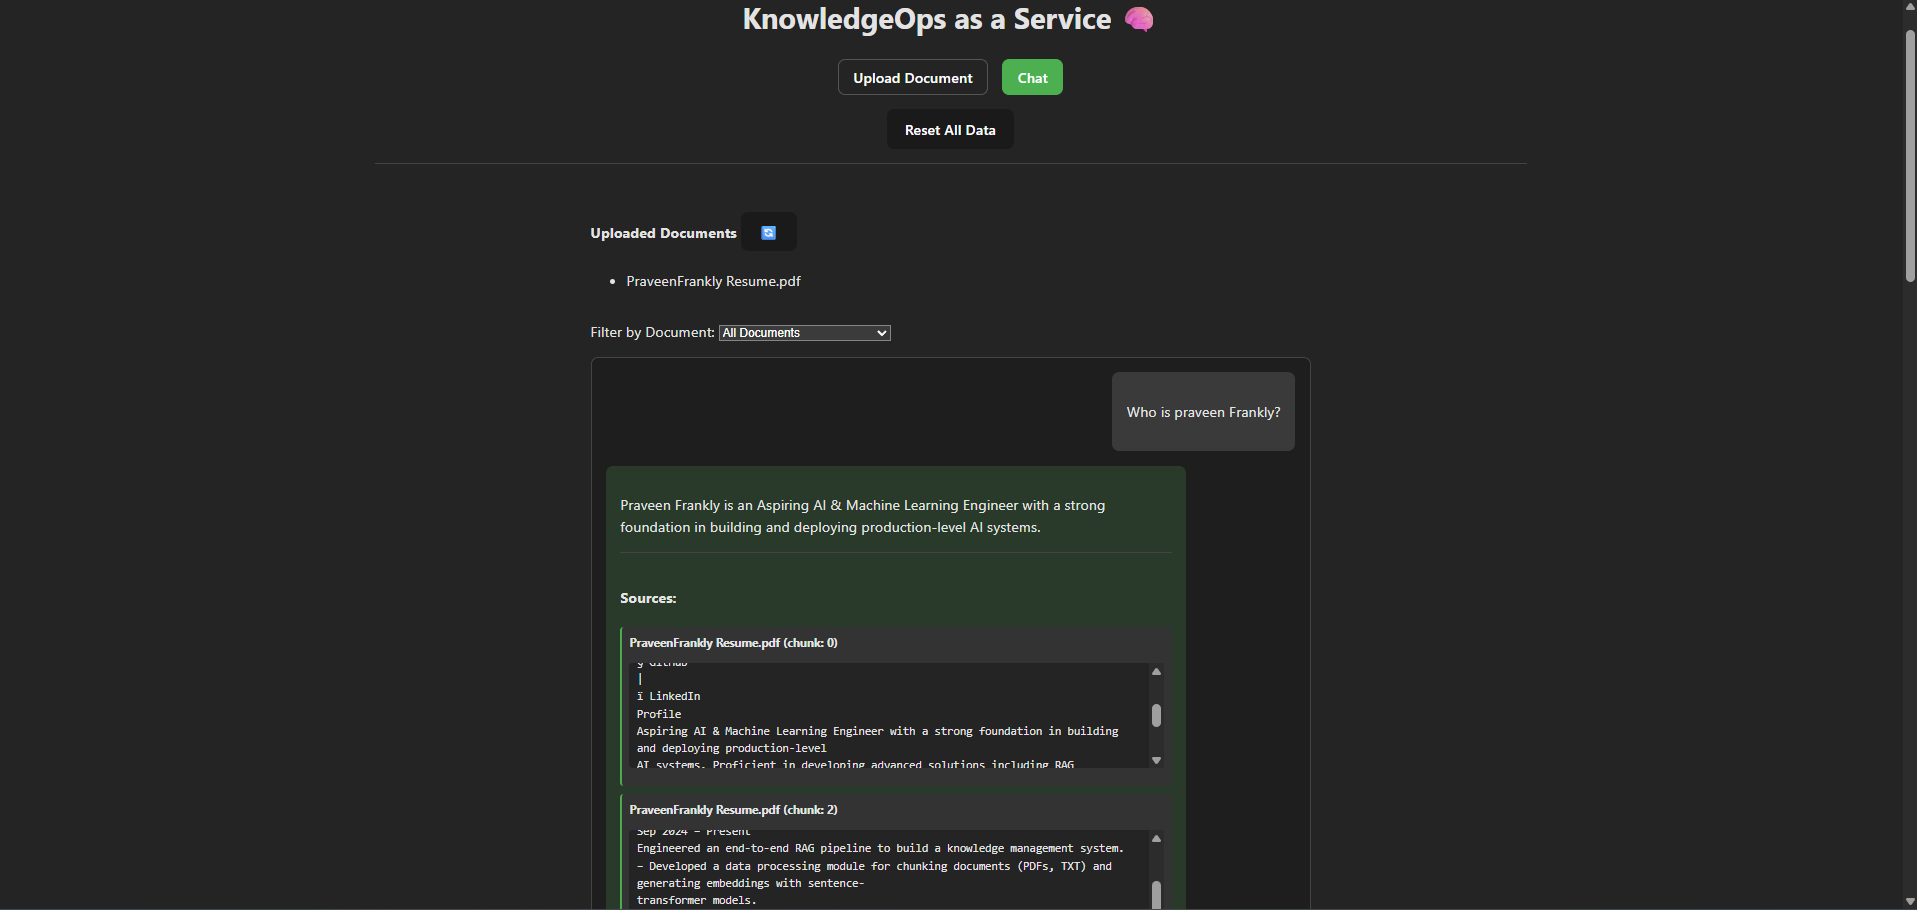 KnowledgeOps as a Service 🧠
Upload Document
Chat
Reset All Data
Uploaded Documents
PraveenFrankly Resume.pdf
Filter by Document: All Documents
Who is praveen Frankly?
Praveen Frankly is an Aspiring AI & Machine Learning Engineer with a strong
foundation in building and deploying production-level AI systems.
Sources:
PraveenFrankly Resume.pdf (chunk: 0)
GitHub
|
ï LinkedIn
Profile
Aspiring AI & Machine Learning Engineer with a strong foundation in building
and deploying production-level
AI systems. Proficient in developing advanced solutions including RAG
PraveenFrankly Resume.pdf (chunk: 2)
Sep 2024 – Present
Engineered an end-to-end RAG pipeline to build a knowledge management system.
– Developed a data processing module for chunking documents (PDFs, TXT) and
generating embeddings with sentence-
transformer models.